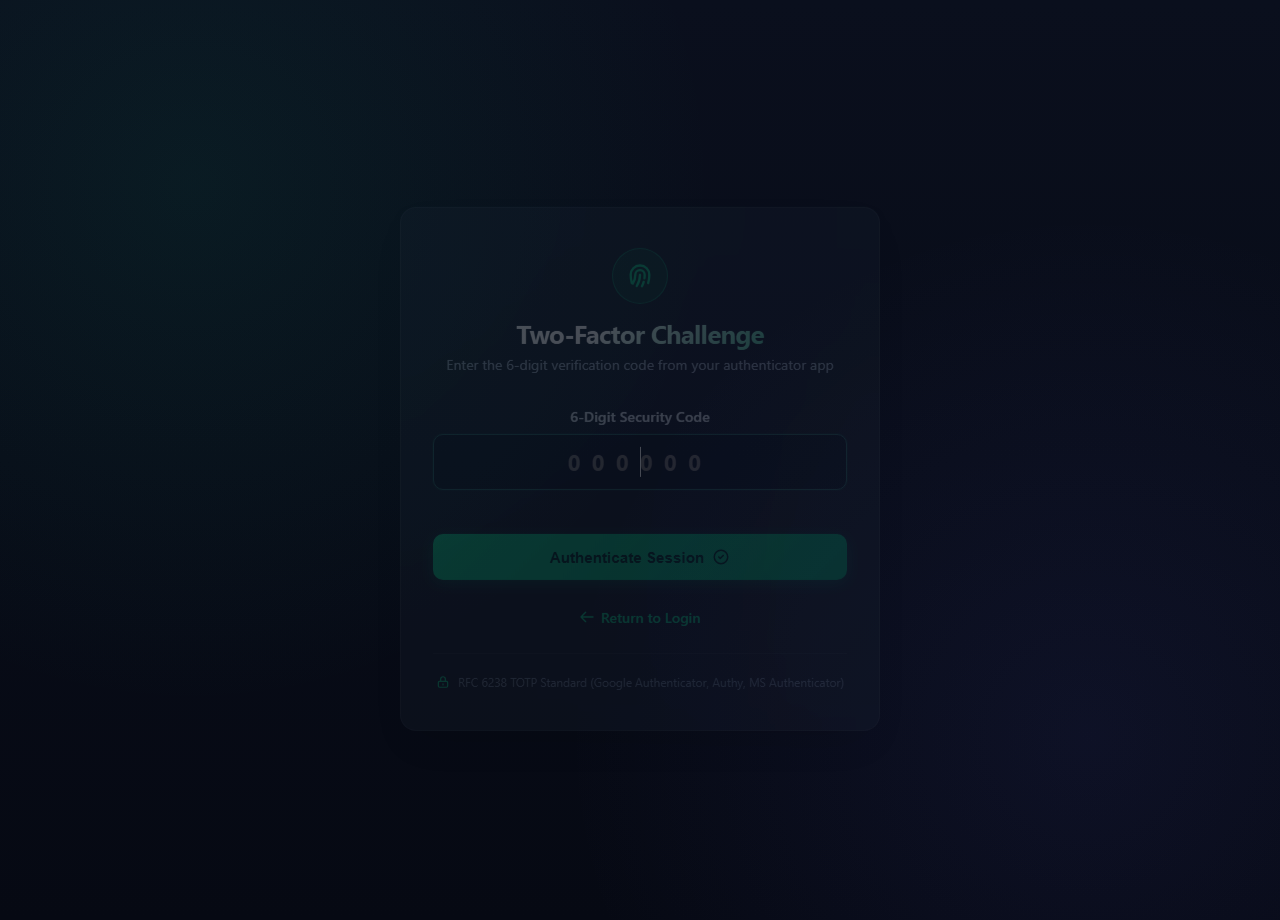 Two-Factor Challenge
Enter the 6-digit verification code from your authenticator app
6-Digit Security Code
0 0 0 0 0 0
Authenticate Session
Return to Login
RFC 6238 TOTP Standard (Google Authenticator, Authy, MS Authenticator)